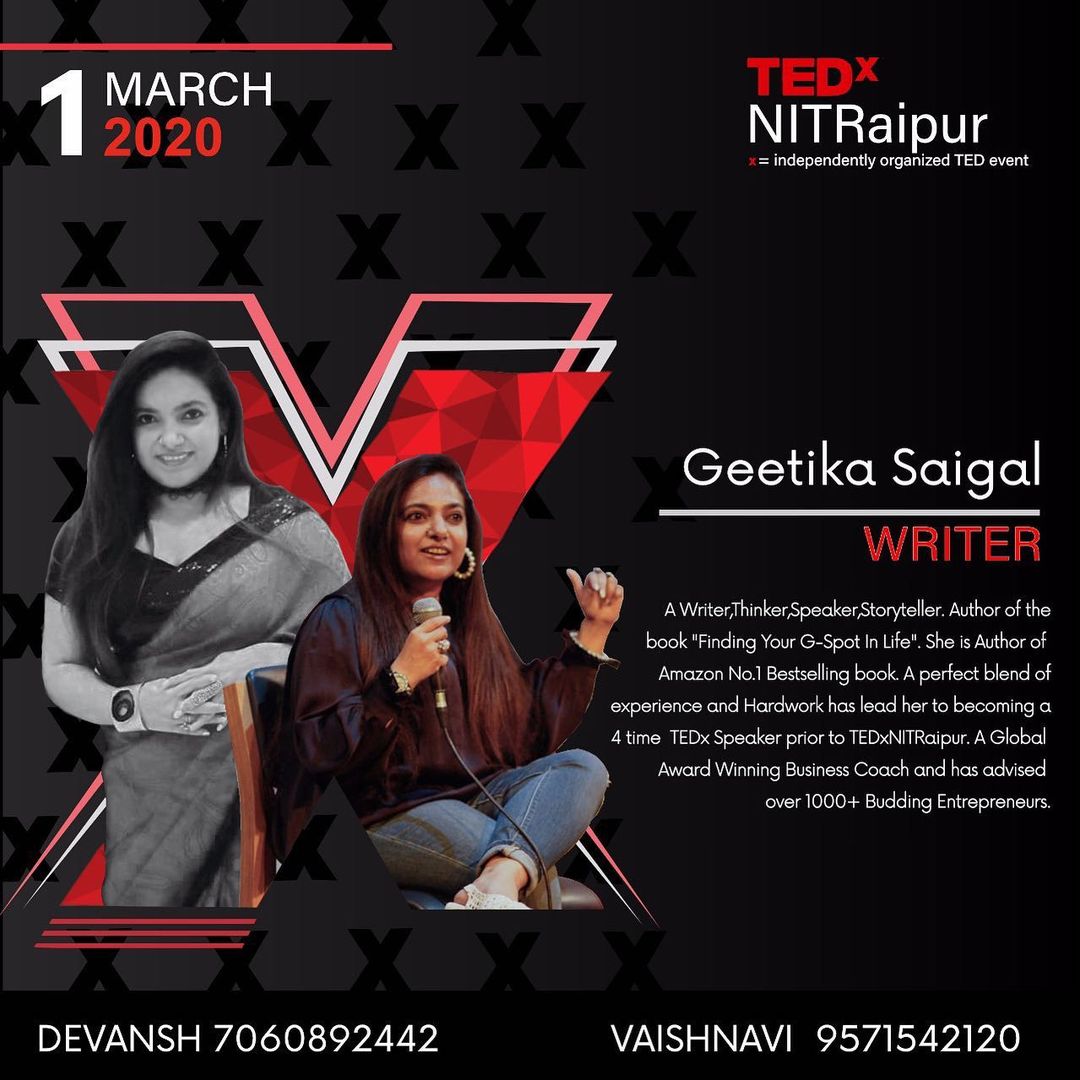 1 MARCH
2020
TEDx
NITRaipur
x = independently organized TED event
Geetika Saigal
WRITER
A Writer,Thinker,Speaker,Storyteller. Author of the
book "Finding Your G-Spot In Life". She is Author of
Amazon No.1 Bestselling book. A perfect blend of
experience and Hardwork has lead her to becoming a
4 time TEDx Speaker prior to TEDxNITRaipur. A Global
Award Winning Business Coach and has advised
over 1000+ Budding Entrepreneurs.
DEVANSH 7060892442 VAISHNAVI 9571542120